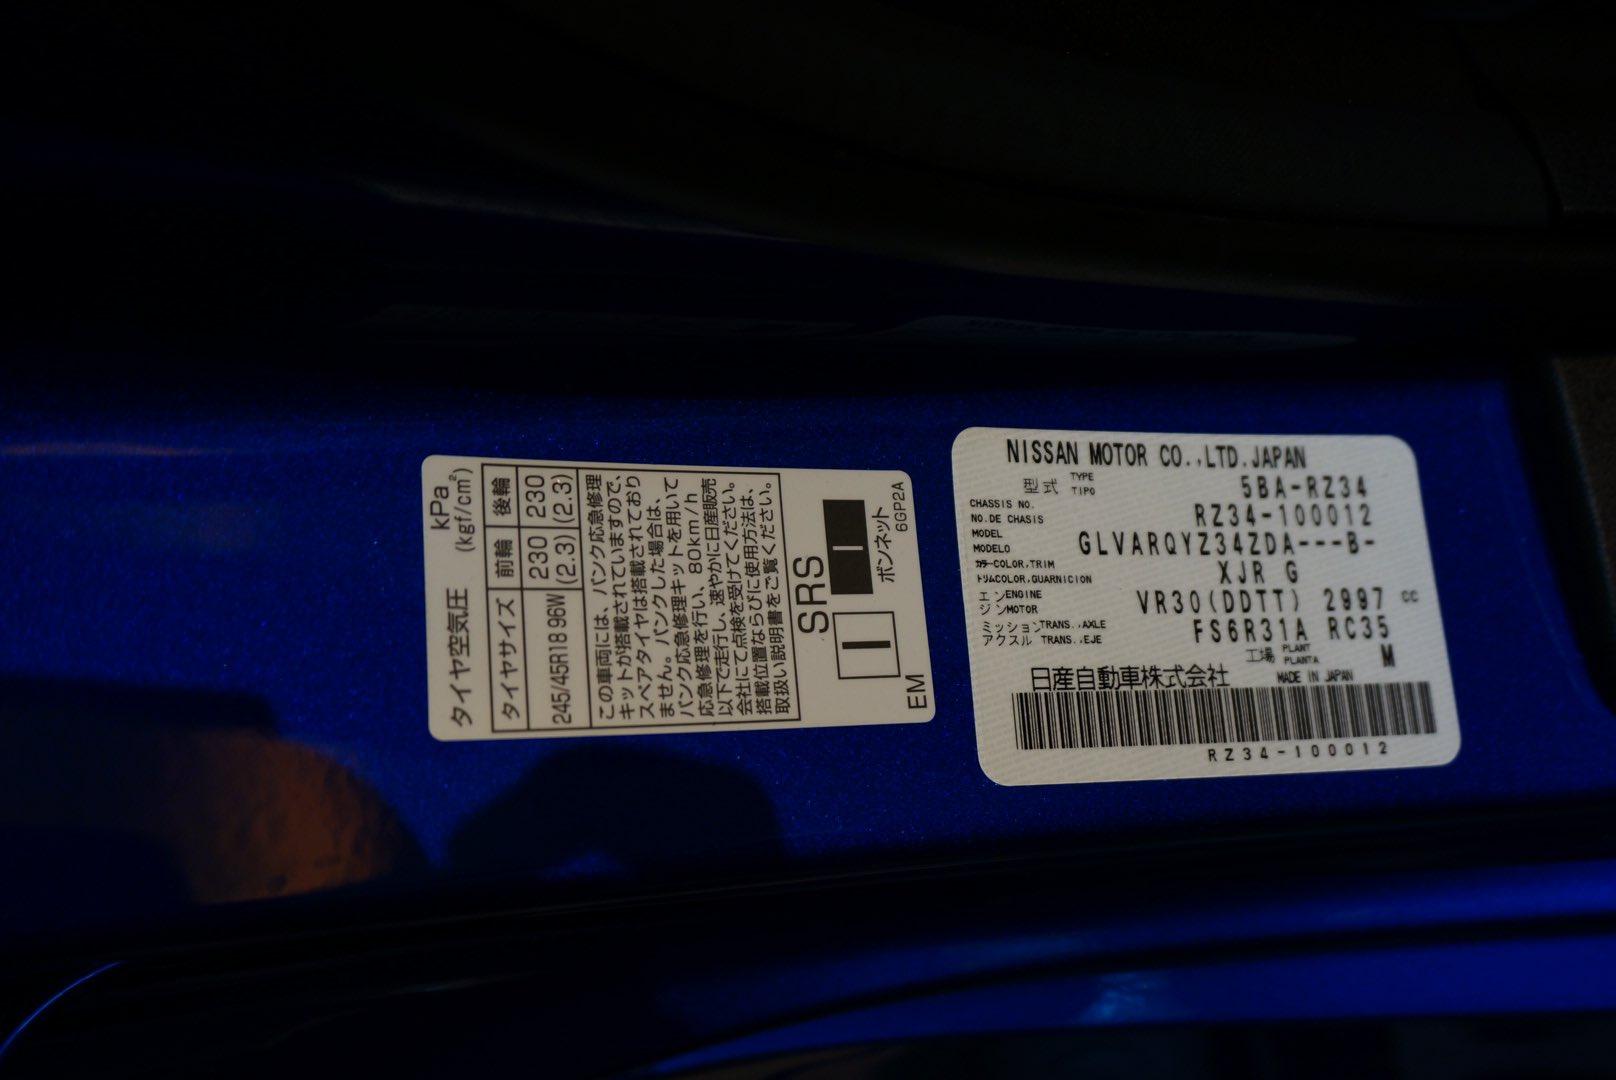 タイヤ空気圧 kPa (kgf/cm²)
タイヤサイズ 前輪 後輪
245/45R18 96W 230 (2.3) 230 (2.3)
この車両には、パンク応急修理
キットが搭載されていますので、
スペアタイヤは搭載されており
ません。パンクした場合は、
パンク応急修理キットを用いて
応急修理を行い、80km/h
以下で走行し、速やかに日産販売
会社にて点検を受けてください。
搭載位置ならびに使用方法は、
取扱い説明書をご覧ください。
SRS
I I
ボンネット
EM 6GP2A
NISSAN MOTOR CO.,LTD.JAPAN
型式 TYPE TIPO 5BA-RZ34
CHASSIS NO.
NO.DE CHASIS RZ34-100012
MODEL
MODELO GLVARQYZ34ZDA---B-
カラーCOLOR,TRIM
トリムCOLOR,GUARNICION XJR G
エンENGINE
ジンMOTOR VR30(DDTT) 2997 cc
ミッションTRANS.,AXLE
アクスル TRANS.,EJE FS6R31A RC35
工場 PLANT PLANTA M
日産自動車株式会社 MADE IN JAPAN
RZ34-100012